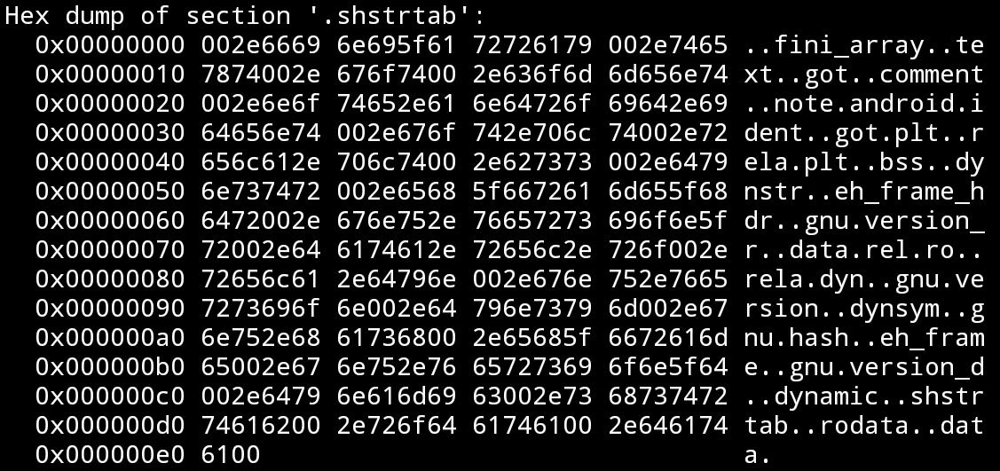 Hex dump of section '.shstrtab':
0x00000000 002e6669 6e695f61 72726179 002e7465 ..fini_array..te
0x00000010 7874002e 676f7400 2e636f6d 6d656e74 xt..got..comment
0x00000020 002e6e6f 74652e61 6e64726f 69642e69 ..note.android.i
0x00000030 64656e74 002e676f 742e706c 74002e72 dent..got.plt..r
0x00000040 656c612e 706c7400 2e627373 002e6479 ela.plt..bss..dy
0x00000050 6e737472 002e6568 5f667261 6d655f68 nstr..eh_frame_h
0x00000060 6472002e 676e752e 76657273 696f6e5f dr..gnu.version_
0x00000070 72002e64 6174612e 72656c2e 726f002e r..data.rel.ro..
0x00000080 72656c61 2e64796e 002e676e 752e7665 rela.dyn..gnu.ve
0x00000090 7273696f 6e002e64 796e7379 6d002e67 rsion..dynsym..g
0x000000a0 6e752e68 61736800 2e65685f 6672616d nu.hash..eh_fram
0x000000b0 65002e67 6e752e76 65727369 6f6e5f64 e..gnu.version_d
0x000000c0 002e6479 6e616d69 63002e73 68737472 ..dynamic..shstr
0x000000d0 74616200 2e726f64 61746100 2e646174 tab..rodata..dat
0x000000e0 6100 a.